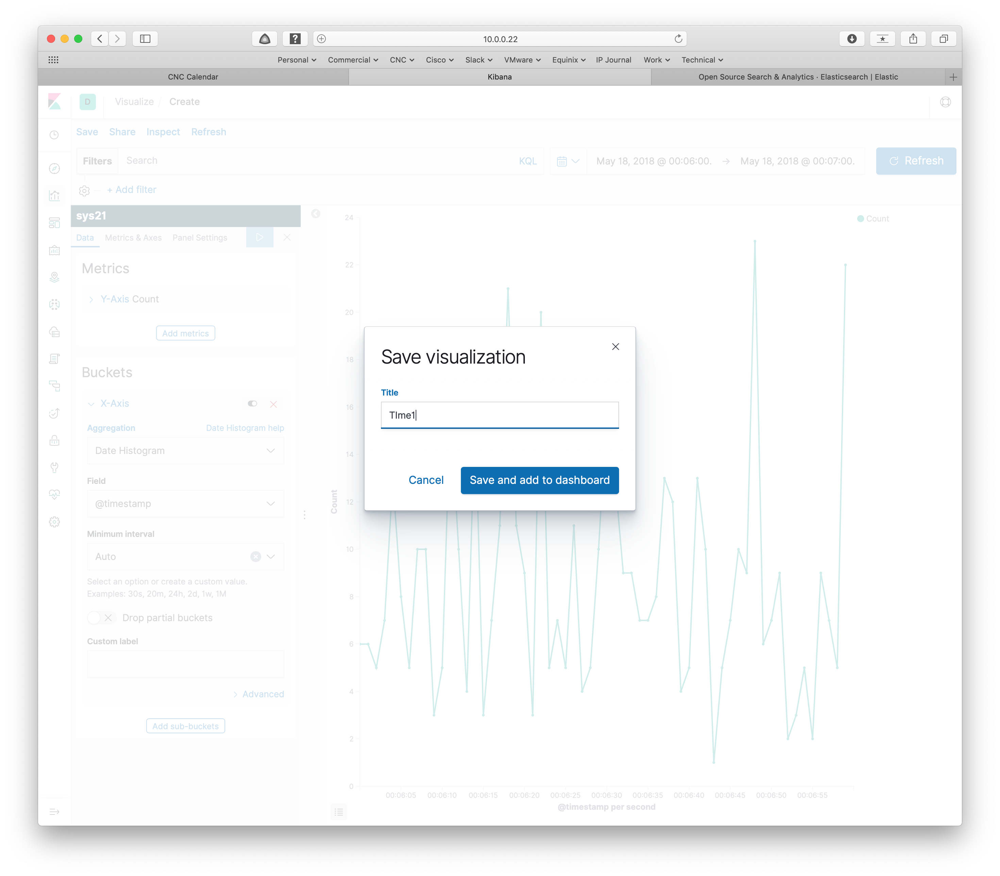 10.0.0.22
Personal Commercial CNC Cisco Slack VMware Equinix IP Journal Work Technical
CNC Calendar
Kibana
Open Source Search & Analytics · Elasticsearch | Elastic
D
Visualize / Create
Save Share Inspect Refresh
Filters
Search
KQL
May 18, 2018 @ 00:06:00. → May 18, 2018 @ 00:07:00.
Refresh
+ Add filter
sys21
Data Metrics & Axes Panel Settings
Metrics
Y-Axis Count
Add metrics
Buckets
X-Axis
Aggregation
Date Histogram help
Date Histogram
Field
@timestamp
Minimum interval
Auto
Select an option or create a custom value.
Examples: 30s, 20m, 24h, 2d, 1w, 1M
Drop partial buckets
Custom label
Advanced
Add sub-buckets
Count
24
22
20
18
16
14
12
10
8
6
4
2
0
Count
00:06:05 00:06:10 00:06:15 00:06:20 00:06:25 00:06:30 00:06:35 00:06:40 00:06:45 00:06:50 00:06:55
@timestamp per second
Save visualization
Title
TIme1
Cancel
Save and add to dashboard